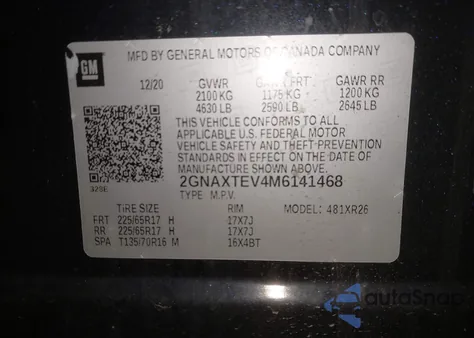 GM
MFD BY GENERAL MOTORS OF CANADA COMPANY
12/20 GVWR GAWR FRT GAWR RR
2100 KG 1175 KG 1200 KG
4630 LB 2590 LB 2645 LB
THIS VEHICLE CONFORMS TO ALL
APPLICABLE U.S. FEDERAL MOTOR
VEHICLE SAFETY AND THEFT PREVENTION
STANDARDS IN EFFECT ON THE DATE OF
MANUFACTURE SHOWN ABOVE.
2GNAXTEV4M6141468
TYPE M.P.V.
32SE
TIRE SIZE RIM MODEL: 481XR26
FRT 225/65R17 H 17X7J
RR 225/65R17 H 17X7J
SPA T135/70R16 M 16X4BT
autoSnap